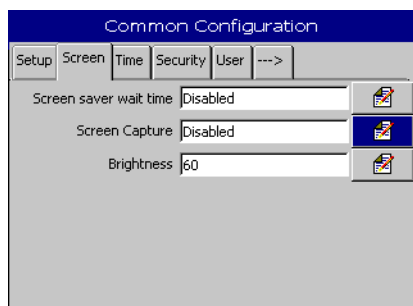 Common Configuration
Setup Screen Time Security User --->
Screen saver wait time Disabled
Screen Capture Disabled
Brightness 60